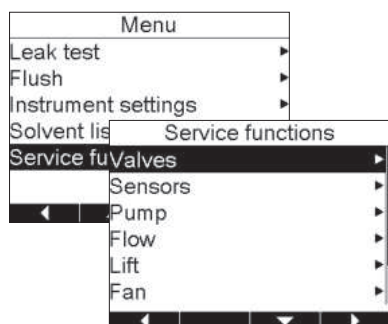 Menu
Leak test
Flush
Instrument settings
Solvent lis
Service fu
Service functions
Valves
Sensors
Pump
Flow
Lift
Fan